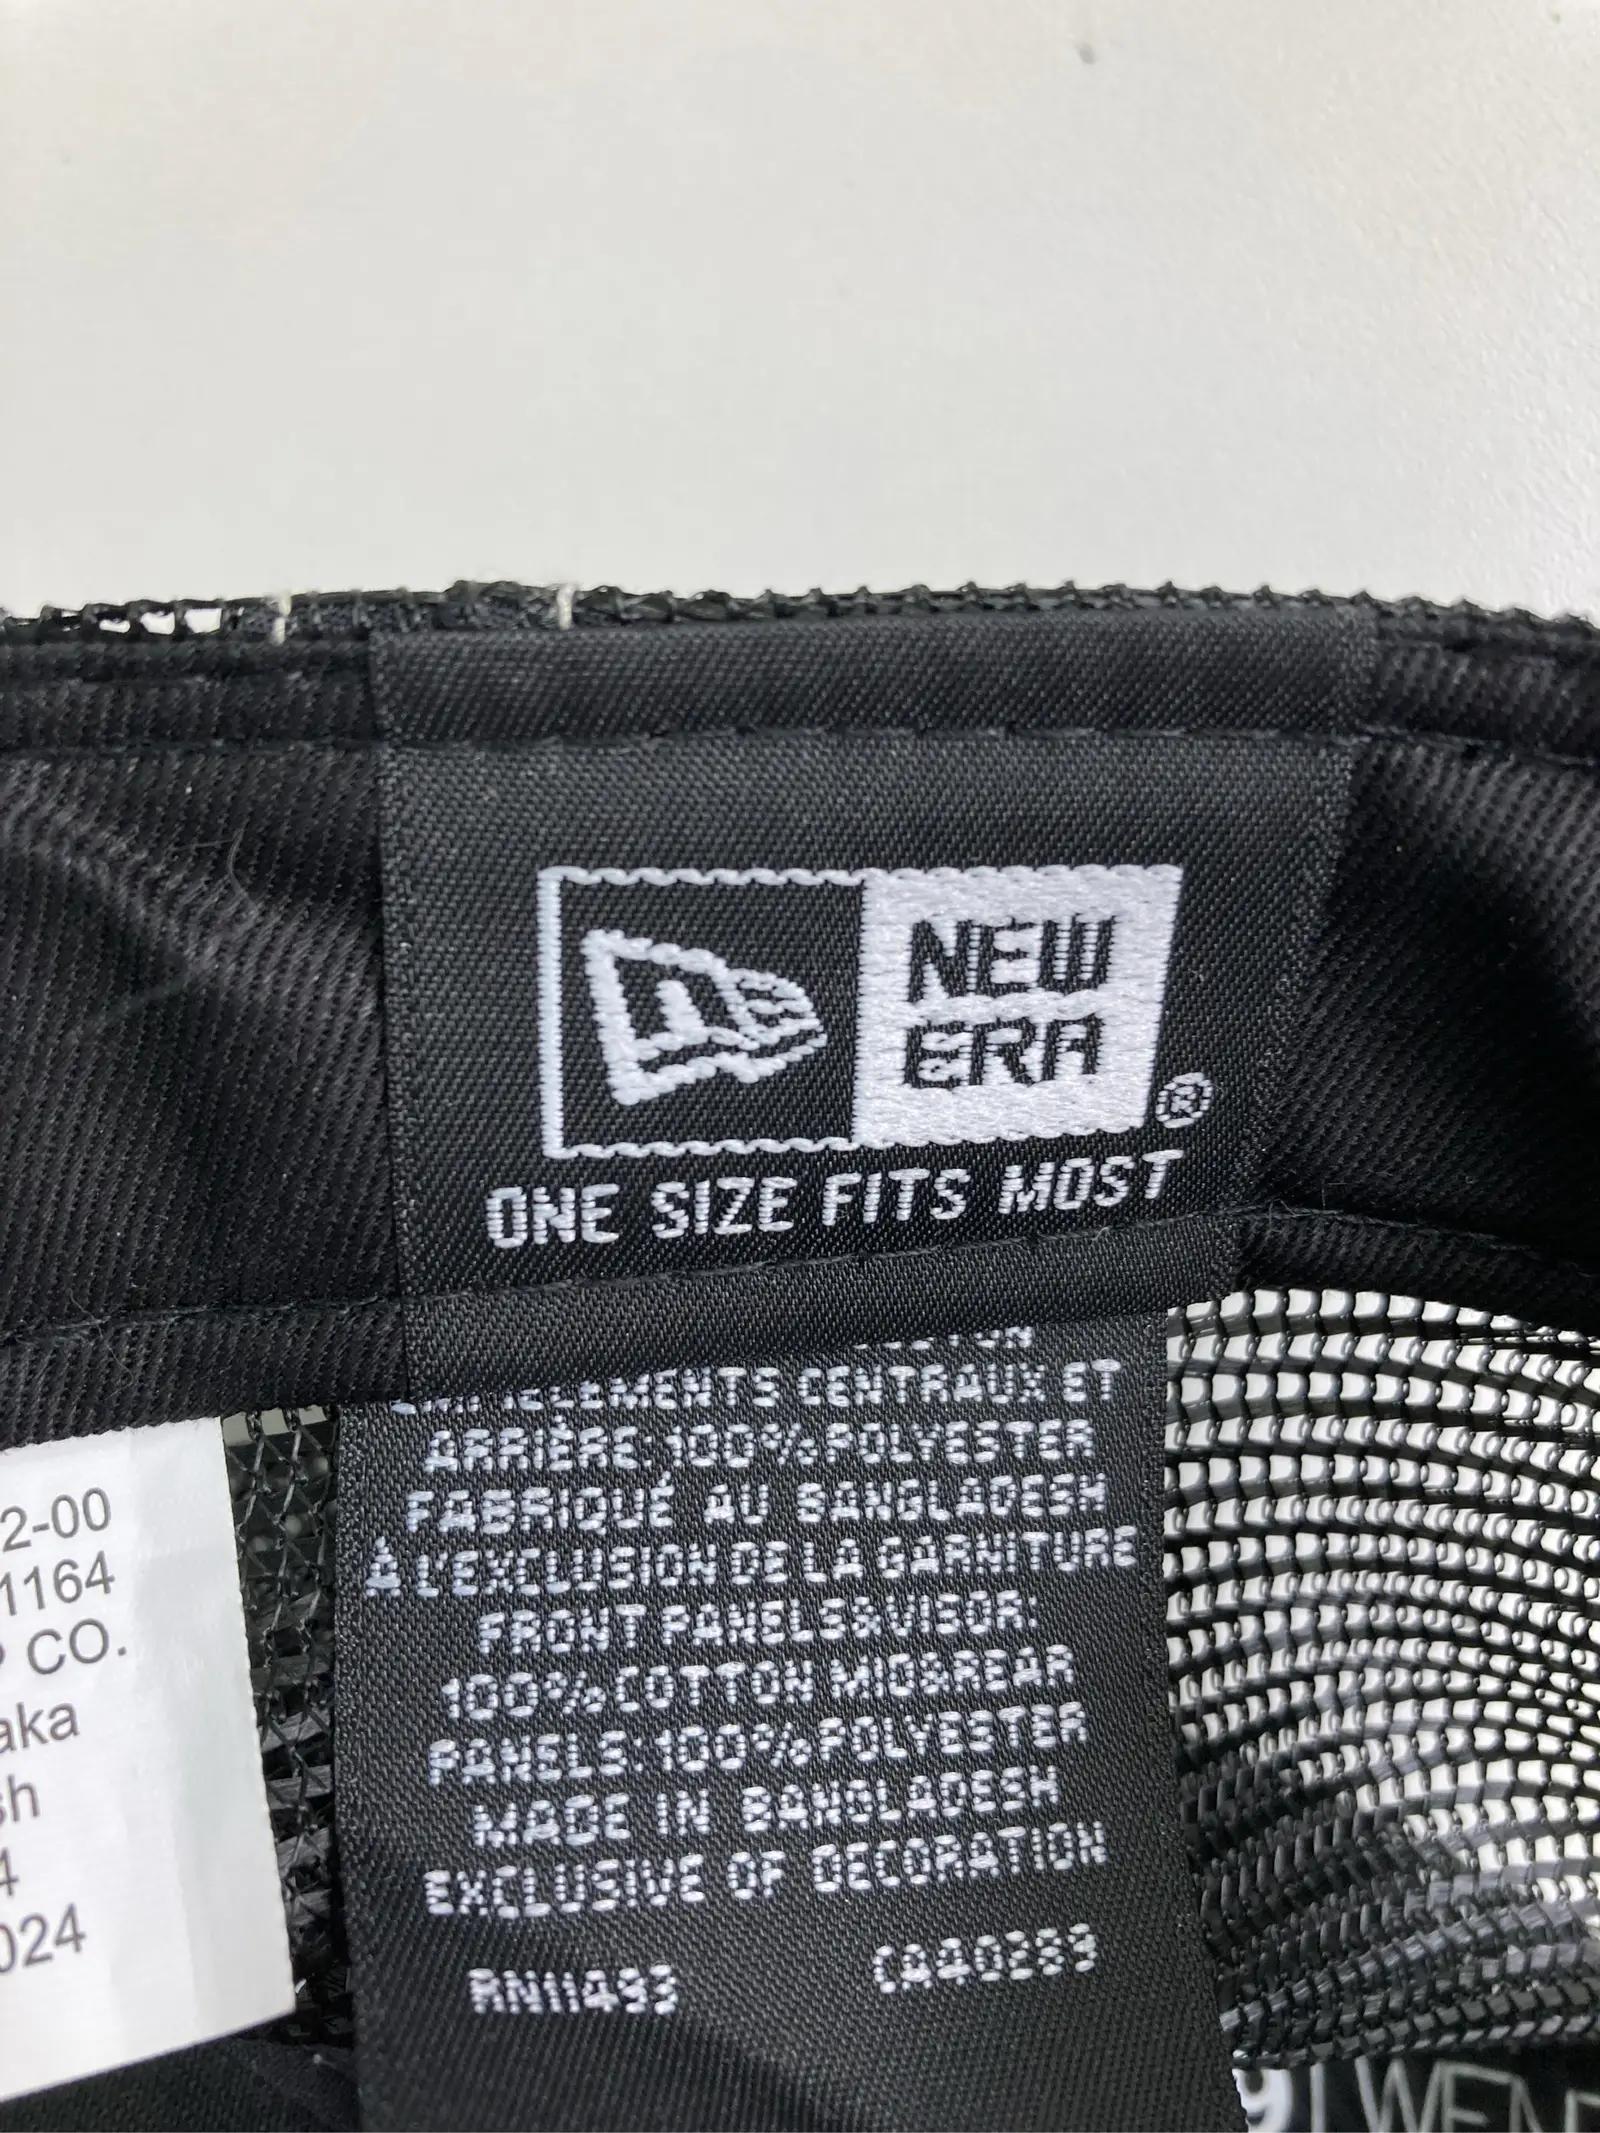 NEW
ERA
®
ONE SIZE FITS MOST
CENTRAUX ET
ARRIÈRE:100%POLYESTER
FABRIQUÉ AU BANGLADESH
À L'EXCLUSION DE LA GARNITURE
FRONT PANELS&VISOR:
100%COTTON MID&REAR
PANELS:100%POLYESTER
MADE IN BANGLADESH
EXCLUSIVE OF DECORATION
RN11493 CA40289
2-00
1164
CO.
aka
sh
4
024
9TWEN